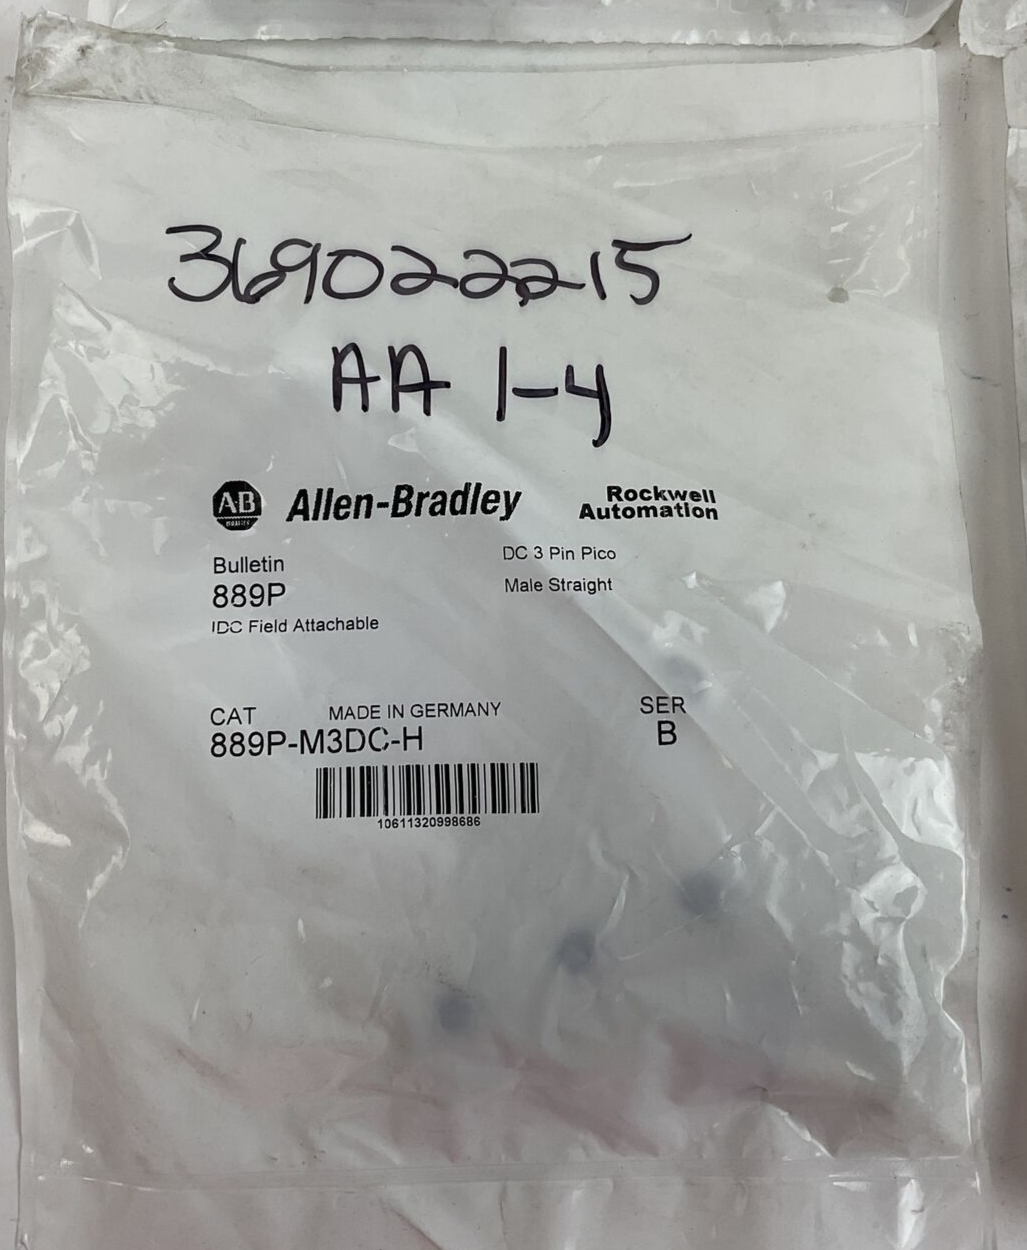 369022215
AA 1-4
AB Allen-Bradley Rockwell Automation
Bulletin
889P
IDC Field Attachable
DC 3 Pin Pico
Male Straight
CAT MADE IN GERMANY SER
889P-M3DC-H B
10611320998686